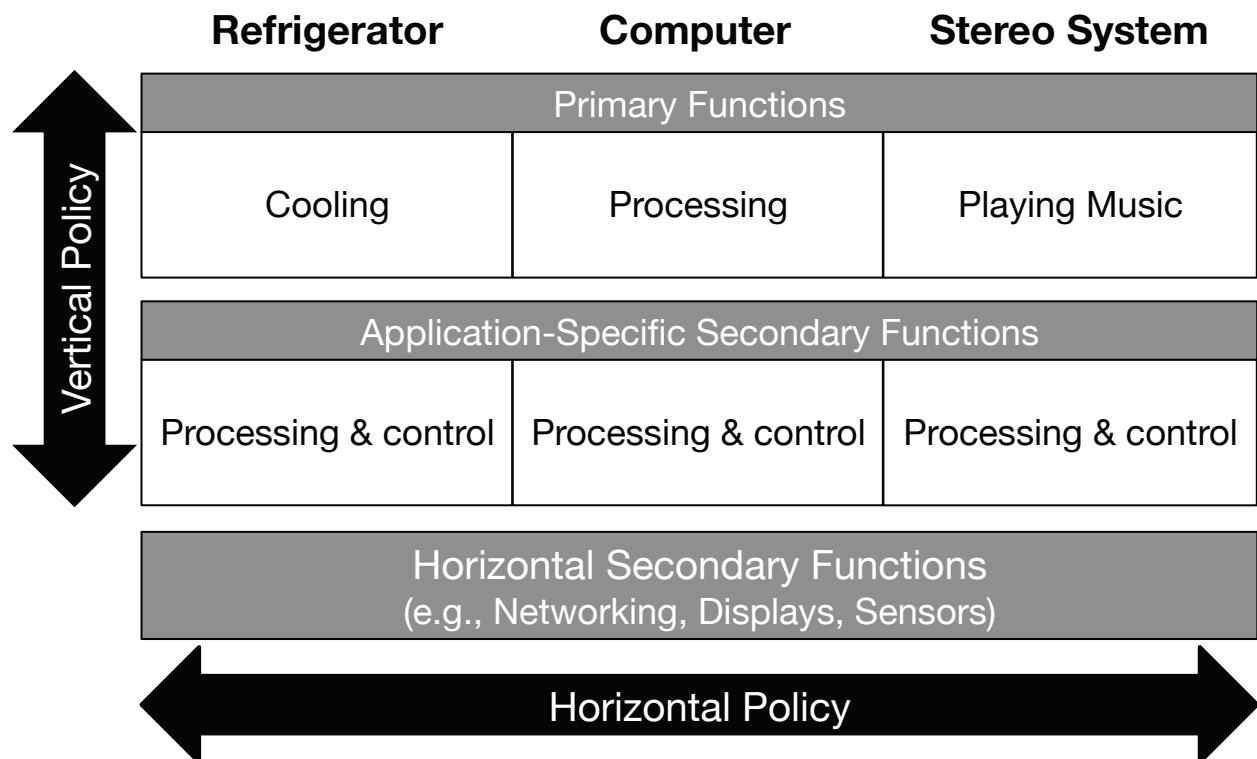 Refrigerator Computer Stereo System
Primary Functions
Cooling Processing Playing Music
Vertical Policy
Application-Specific Secondary Functions
Processing & control Processing & control Processing & control
Horizontal Secondary Functions
(e.g., Networking, Displays, Sensors)
Horizontal Policy